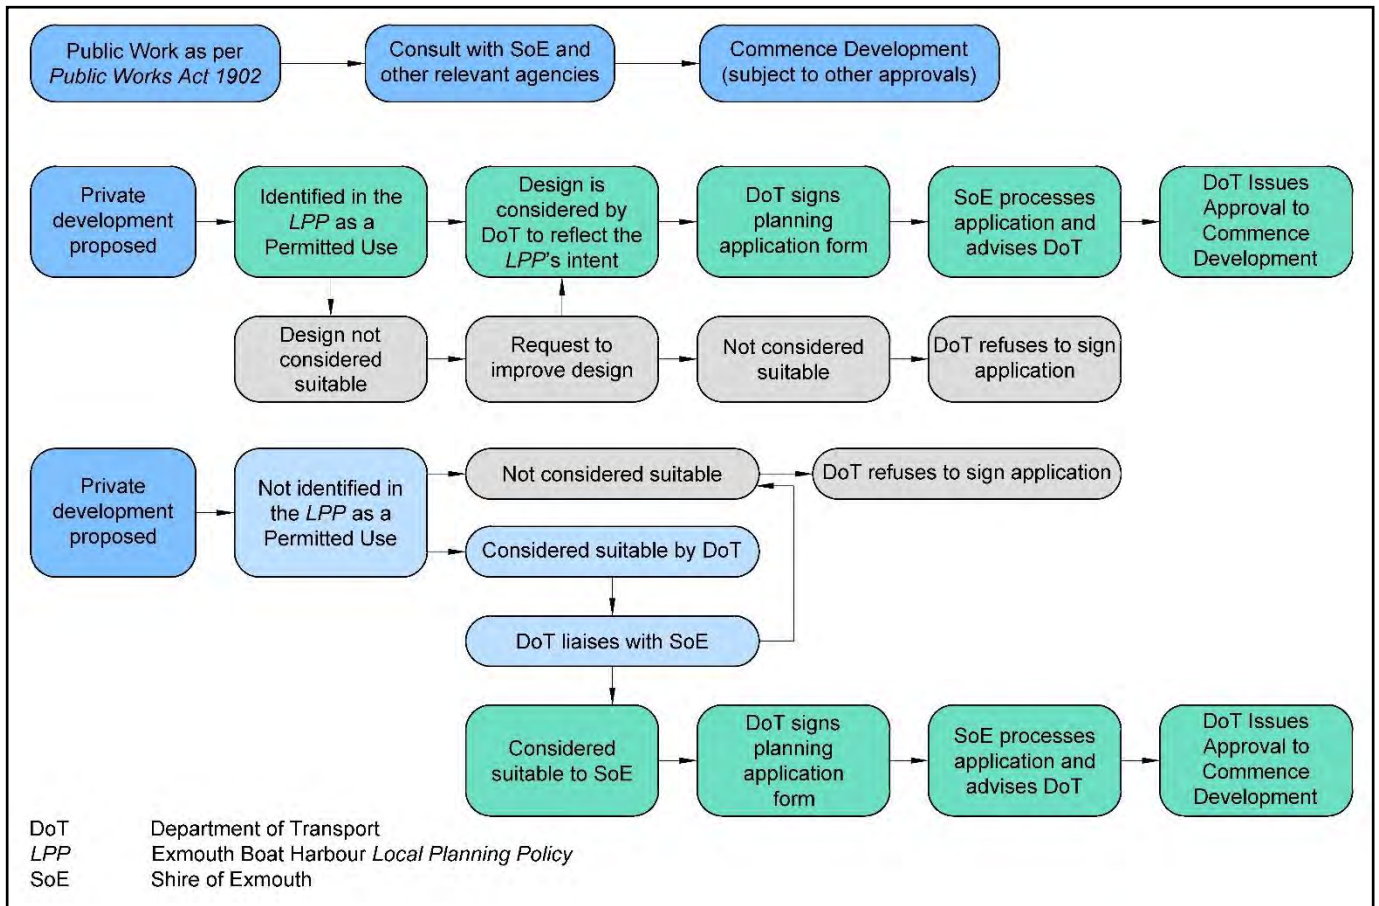 Public Work as per
Public Works Act 1902
Consult with SoE and
other relevant agencies
Commence Development
(subject to other approvals)
Private
development
proposed
Identified in the
LPP as a
Permitted Use
Design is
considered by
DoT to reflect the
LPP's intent
DoT signs
planning
application form
SoE processes
application and
advises DoT
DoT Issues
Approval to
Commence
Development
Design not
considered
suitable
Request to
improve design
Not considered
suitable
DoT refuses to sign
application
Private
development
proposed
Not identified in
the LPP as a
Permitted Use
Not considered suitable
DoT refuses to sign application
Considered suitable by DoT
DoT liaises with SoE
Considered
suitable to SoE
DoT signs
planning
application
form
SoE processes
application and
advises DoT
DoT Issues
Approval to
Commence
Development
DoT Department of Transport
LPP Exmouth Boat Harbour Local Planning Policy
SoE Shire of Exmouth